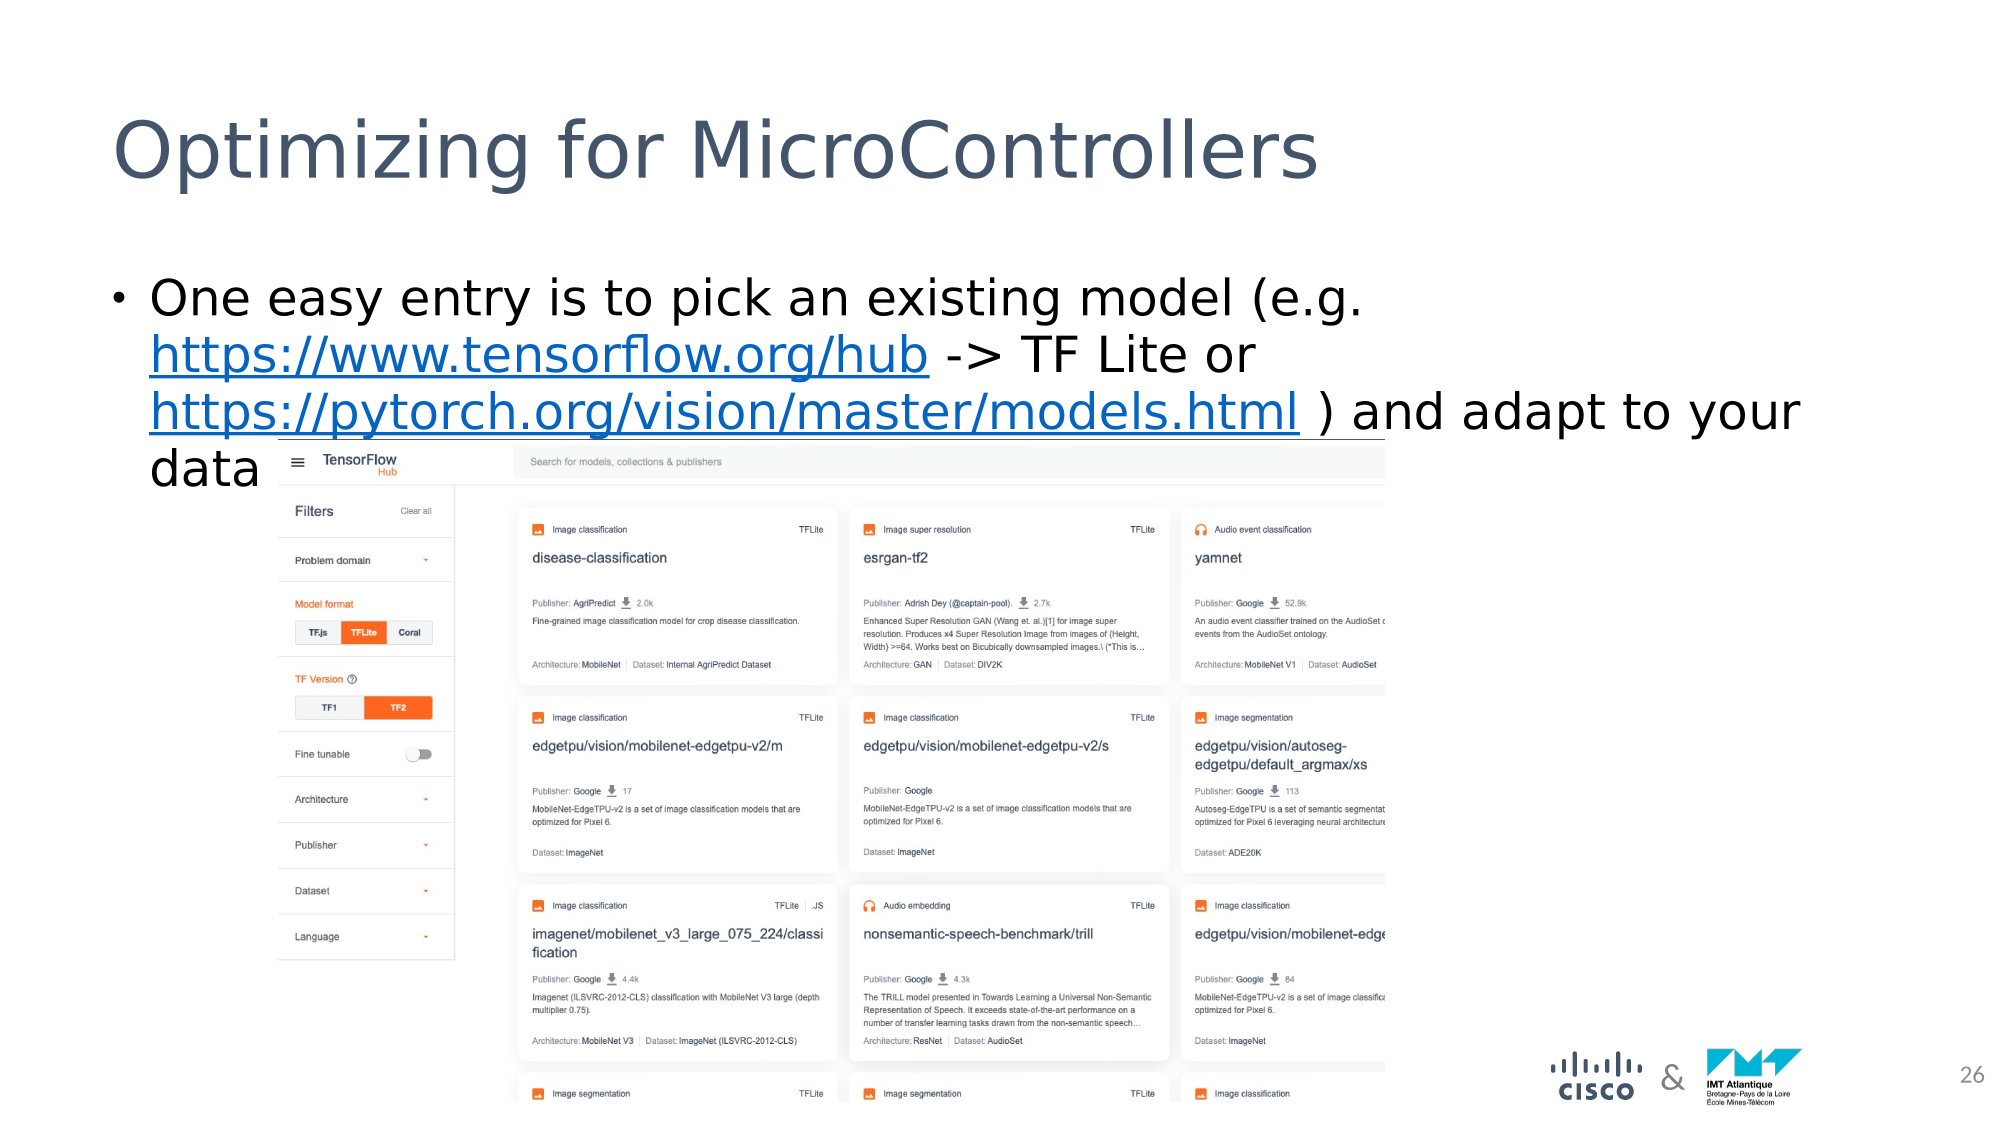 Optimizing for MicroControllers
• One easy entry is to pick an existing model (e.g.
https://www.tensorflow.org/hub -> TF Lite or
https://pytorch.org/vision/master/models.html ) and adapt to your
data
TensorFlow
Hub
Search for models, collections & publishers
Filters
Clear all
Problem domain
Model format
TF.js TFLite Coral
TF Version
TF1 TF2
Fine tunable
Architecture
Publisher
Dataset
Language
Image classification TFLite
disease-classification
Publisher: AgriPredict 2.0k
Fine-grained image classification model for crop disease classification.
Architecture: MobileNet Dataset: Internal AgriPredict Dataset
Image super resolution TFLite
esrgan-tf2
Publisher: Adrish Dey (@captain-pool). 2.7k
Enhanced Super Resolution GAN (Wang et. al.)[1] for image super
resolution. Produces x4 Super Resolution Image from images of {Height,
Width} >=64. Works best on Bicubically downsampled images.\ (*This is...
Architecture: GAN Dataset: DIV2K
Audio event classification
yamnet
Publisher: Google 52.9k
An audio event classifier trained on the AudioSet
events from the AudioSet ontology.
Architecture: MobileNet V1 Dataset: AudioSet
Image classification TFLite
edgetpu/vision/mobilenet-edgetpu-v2/m
Publisher: Google 17
MobileNet-EdgeTPU-v2 is a set of image classification models that are
optimized for Pixel 6.
Dataset: ImageNet
Image classification TFLite
edgetpu/vision/mobilenet-edgetpu-v2/s
Publisher: Google
MobileNet-EdgeTPU-v2 is a set of image classification models that are
optimized for Pixel 6.
Dataset: ImageNet
Image segmentation
edgetpu/vision/autoseg-
edgetpu/default_argmax/xs
Publisher: Google 113
Autoseg-EdgeTPU is a set of semantic segmentat
optimized for Pixel 6 leveraging neural architecture
Dataset: ADE20K
Image classification TFLite .JS
imagenet/mobilenet_v3_large_075_224/classi
fication
Publisher: Google 4.4k
Imagenet (ILSVRC-2012-CLS) classification with MobileNet V3 large (depth
multiplier 0.75).
Architecture: MobileNet V3 Dataset: ImageNet (ILSVRC-2012-CLS)
Audio embedding TFLite
nonsemantic-speech-benchmark/trill
Publisher: Google 4.3k
The TRILL model presented in Towards Learning a Universal Non-Semantic
Representation of Speech. It exceeds state-of-the-art performance on a
number of transfer learning tasks drawn from the non-semantic speech...
Architecture: ResNet Dataset: AudioSet
Image classification
edgetpu/vision/mobilenet-edge
Publisher: Google 84
MobileNet-EdgeTPU-v2 is a set of image classifica
optimized for Pixel 6.
Dataset: ImageNet
Image segmentation TFLite
Image segmentation TFLite
Image classification
CISCO & IMT Atlantique
Bretagne-Pays de la Loire
École Mines-Télécom
26